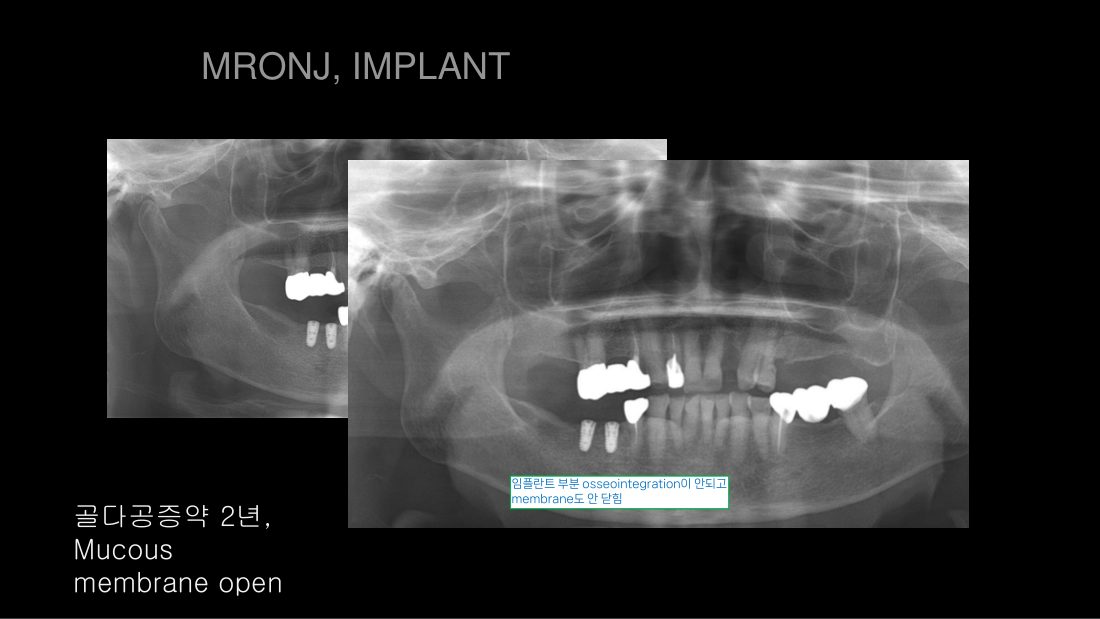 MRONJ, IMPLANT
임플란트 부분 osseointegration이 안되고
membrane도 안 닫힘
골다공증약 2년,
Mucous
membrane open